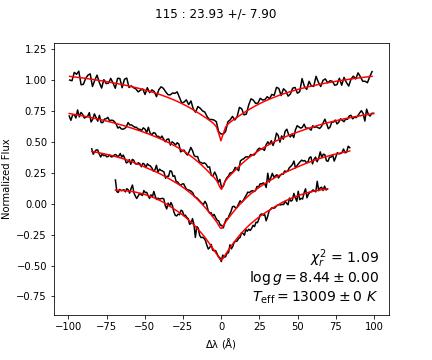 115 : 23.93 +/- 7.90
Normalized Flux
1.25
1.00
0.75
0.50
0.25
0.00
−0.25
−0.50
−0.75
χ²ᵣ = 1.09
log g = 8.44 ± 0.00
T_eff = 13009 ± 0 K
−100 −75 −50 −25 0 25 50 75 100
Δλ (Å)